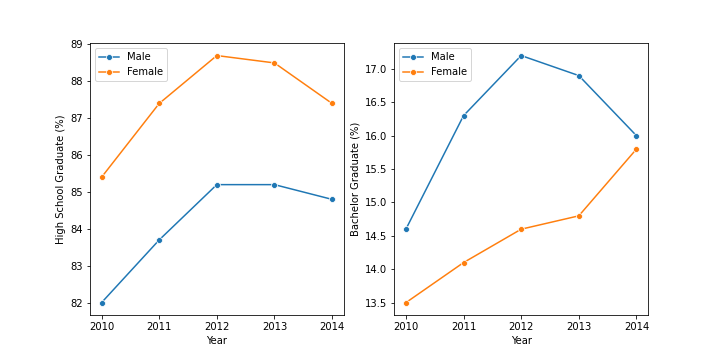 Male
Female
89
88
87
86
85
84
83
82
High School Graduate (%)
2010 2011 2012 2013 2014
Year
Male
Female
17.0
16.5
16.0
15.5
15.0
14.5
14.0
13.5
Bachelor Graduate (%)
2010 2011 2012 2013 2014
Year